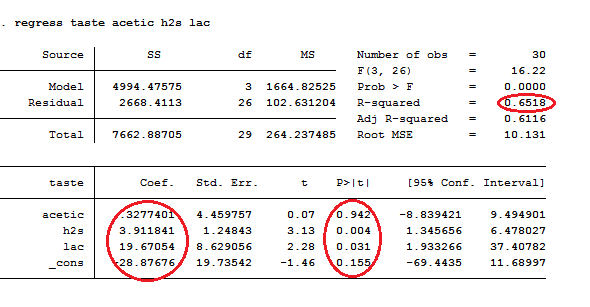 . regress taste acetic h2s lac
Source SS df MS Number of obs = 30
F(3, 26) = 16.22
Model 4994.47575 3 1664.82525 Prob > F = 0.0000
Residual 2668.4113 26 102.631204 R-squared = 0.6518
Adj R-squared = 0.6116
Total 7662.88705 29 264.237485 Root MSE = 10.131
taste Coef. Std. Err. t P>|t| [95% Conf. Interval]
acetic .3277401 4.459757 0.07 0.942 -8.839421 9.494901
h2s 3.911841 1.24843 3.13 0.004 1.345656 6.478027
lac 19.67054 8.629056 2.28 0.031 1.933266 37.40782
_cons -28.87676 19.73542 -1.46 0.155 -69.4435 11.68997